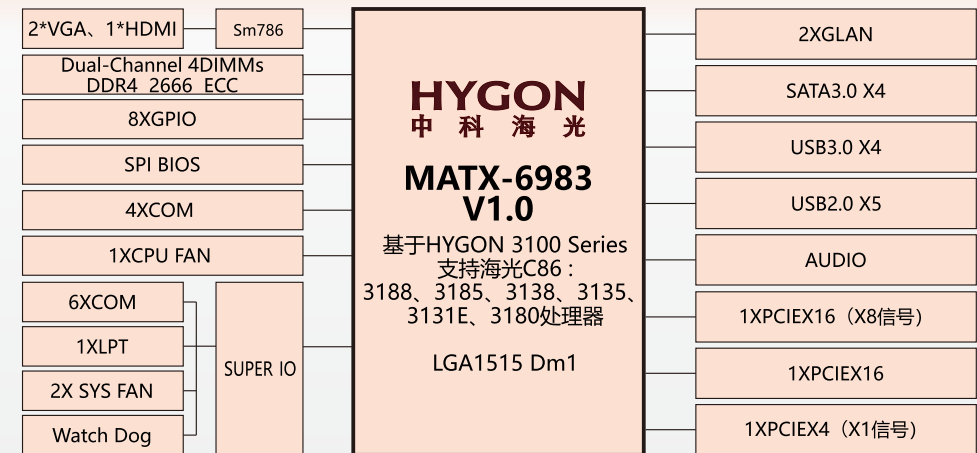 2*VGA、1*HDMI
Sm786
Dual-Channel 4DIMMs
DDR4 2666 ECC
8XGPIO
SPI BIOS
4XCOM
1XCPU FAN
6XCOM
1XLPT
2X SYS FAN
Watch Dog
SUPER IO
HYGON
中科海光
MATX-6983
V1.0
基于HYGON 3100 Series
支持海光C86：
3188、3185、3138、3135、
3131E、3180处理器
LGA1515 Dm1
2XGLAN
SATA3.0 X4
USB3.0 X4
USB2.0 X5
AUDIO
1XPCIEX16（X8信号）
1XPCIEX16
1XPCIEX4（X1信号）